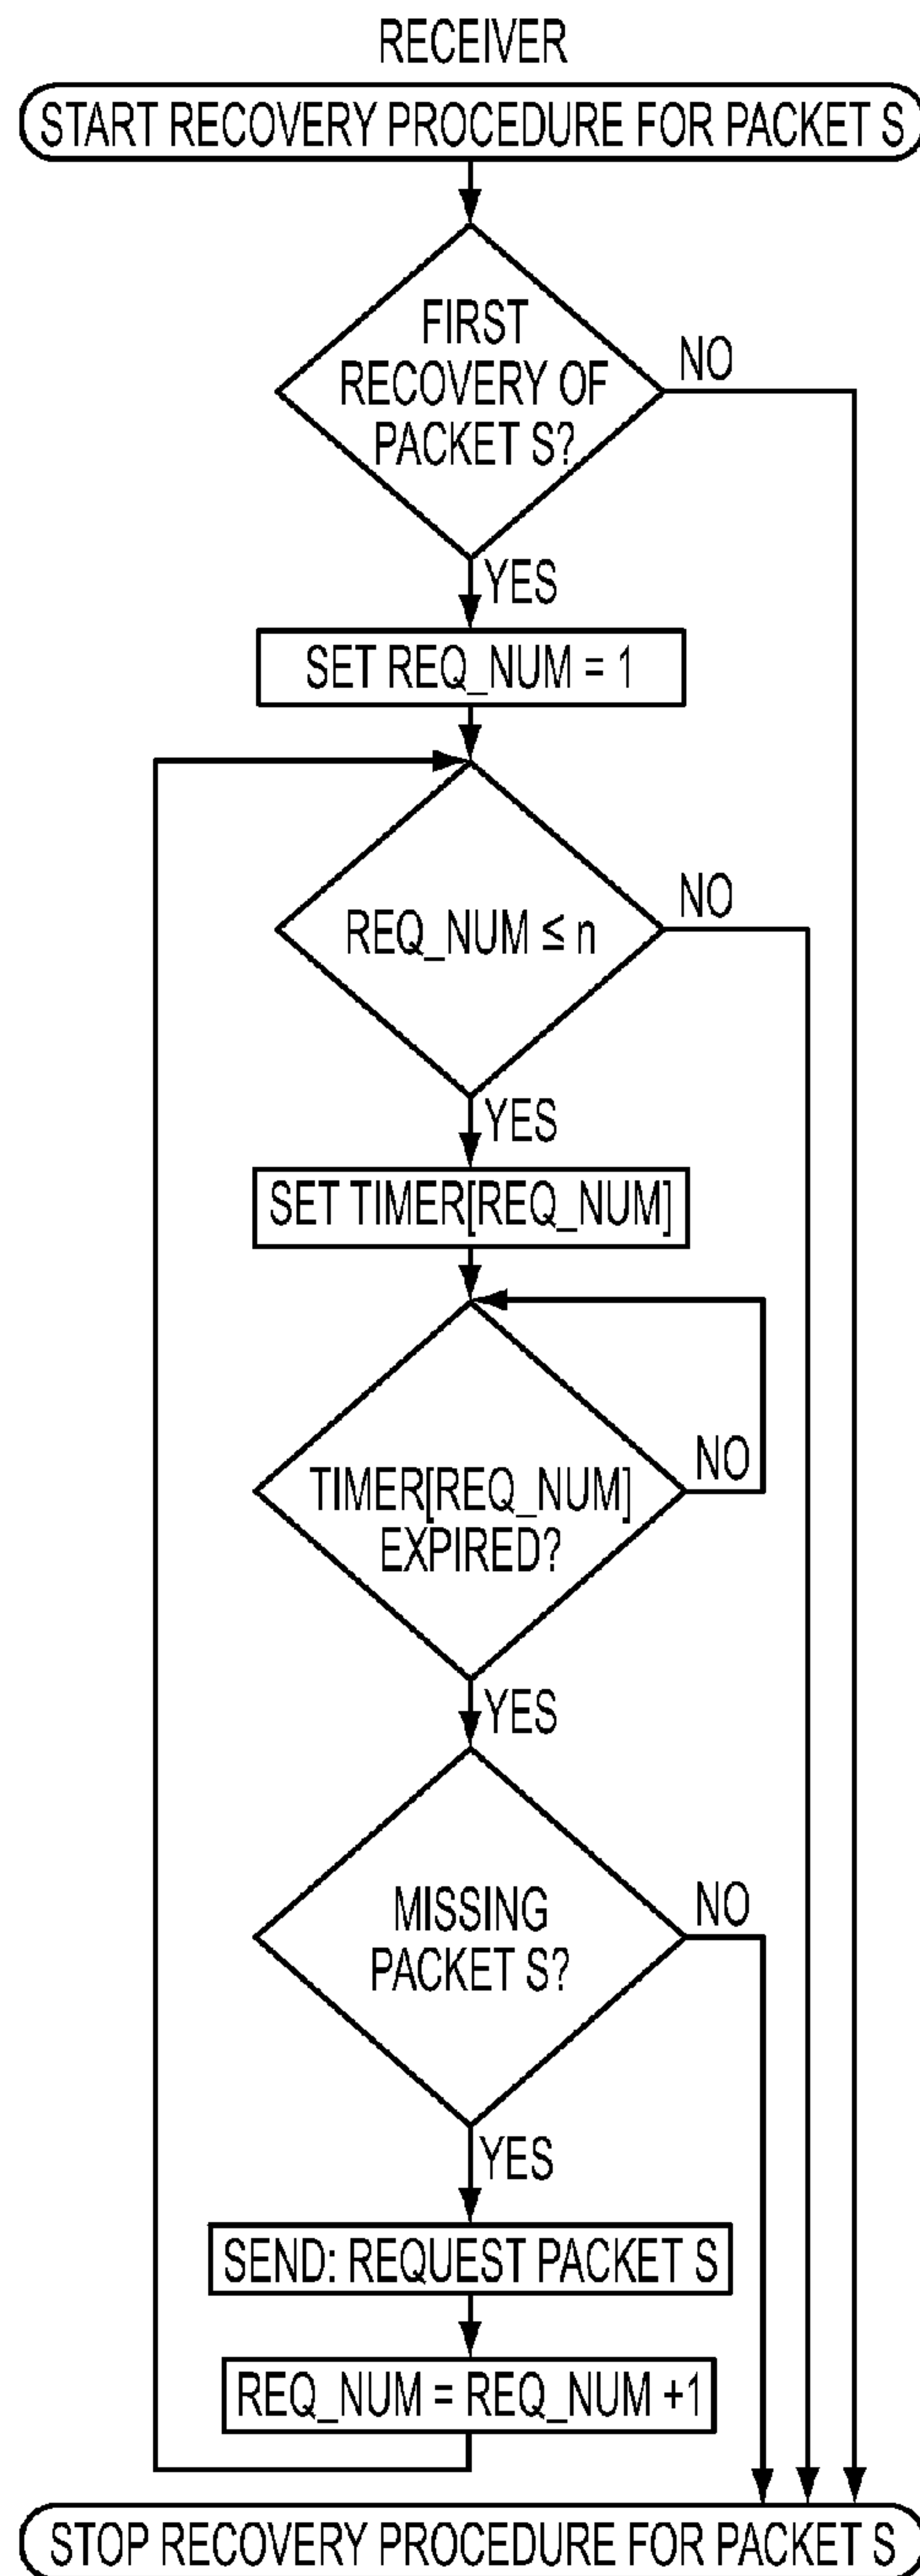 RECEIVER
START RECOVERY PROCEDURE FOR PACKET S
FIRST
RECOVERY OF
PACKET S?
NO
YES
SET REQ_NUM = 1
REQ_NUM ≤ n
NO
YES
SET TIMER[REQ_NUM]
TIMER[REQ_NUM]
EXPIRED?
NO
YES
MISSING
PACKET S?
NO
YES
SEND: REQUEST PACKET S
REQ_NUM = REQ_NUM +1
STOP RECOVERY PROCEDURE FOR PACKET S